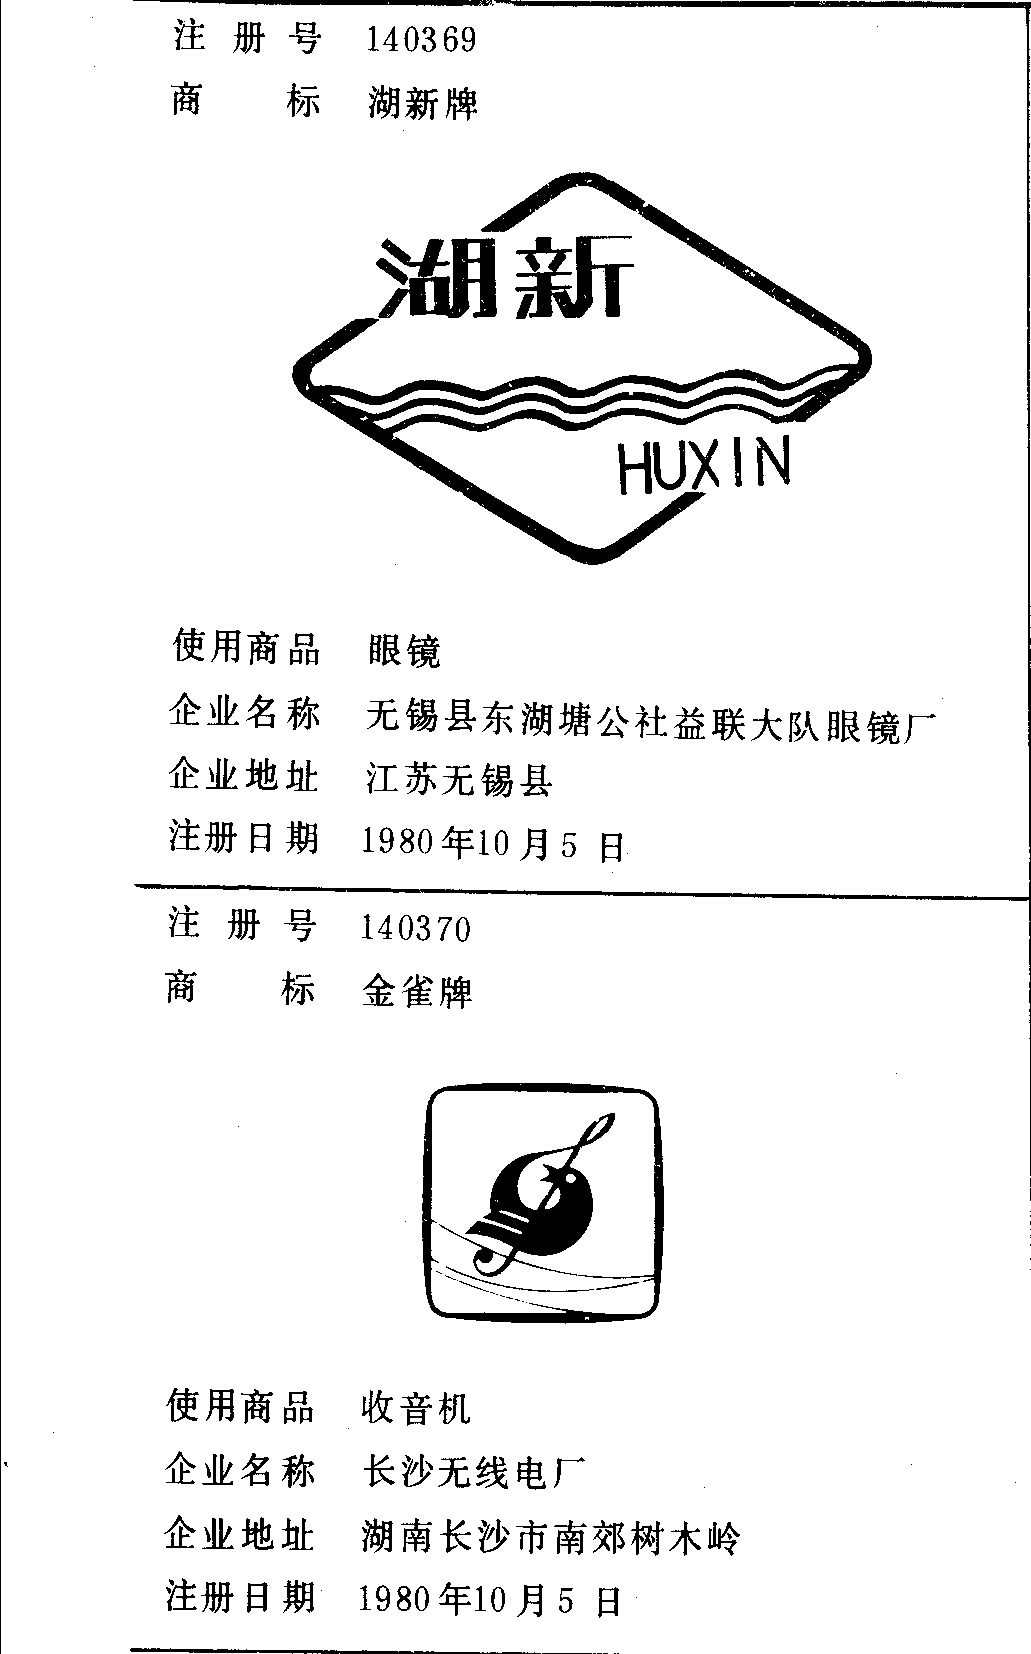 注册号 140369
商标 湖新牌
湖新
HUXIN
使用商品 眼镜
企业名称 无锡县东湖塘公社益联大队眼镜厂
企业地址 江苏无锡县
注册日期 1980年10月5日
注册号 140370
商标 金雀牌
使用商品 收音机
企业名称 长沙无线电厂
企业地址 湖南长沙市南郊树木岭
注册日期 1980年10月5日